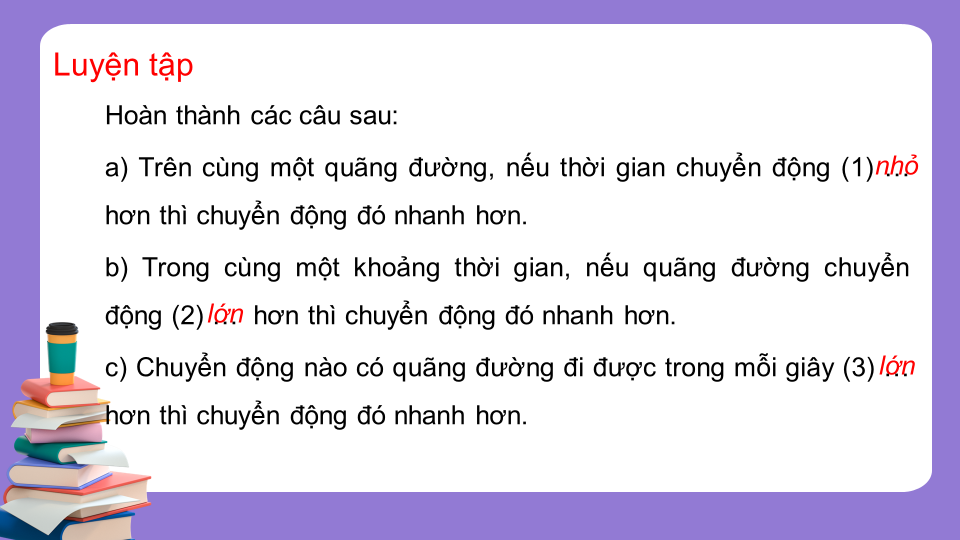 Luyện tập
Hoàn thành các câu sau:
a) Trên cùng một quãng đường, nếu thời gian chuyển động (1) nhỏ ...
hơn thì chuyển động đó nhanh hơn.
b) Trong cùng một khoảng thời gian, nếu quãng đường chuyển
động (2) lớn ... hơn thì chuyển động đó nhanh hơn.
c) Chuyển động nào có quãng đường đi được trong mỗi giây (3) lớn ...
hơn thì chuyển động đó nhanh hơn.